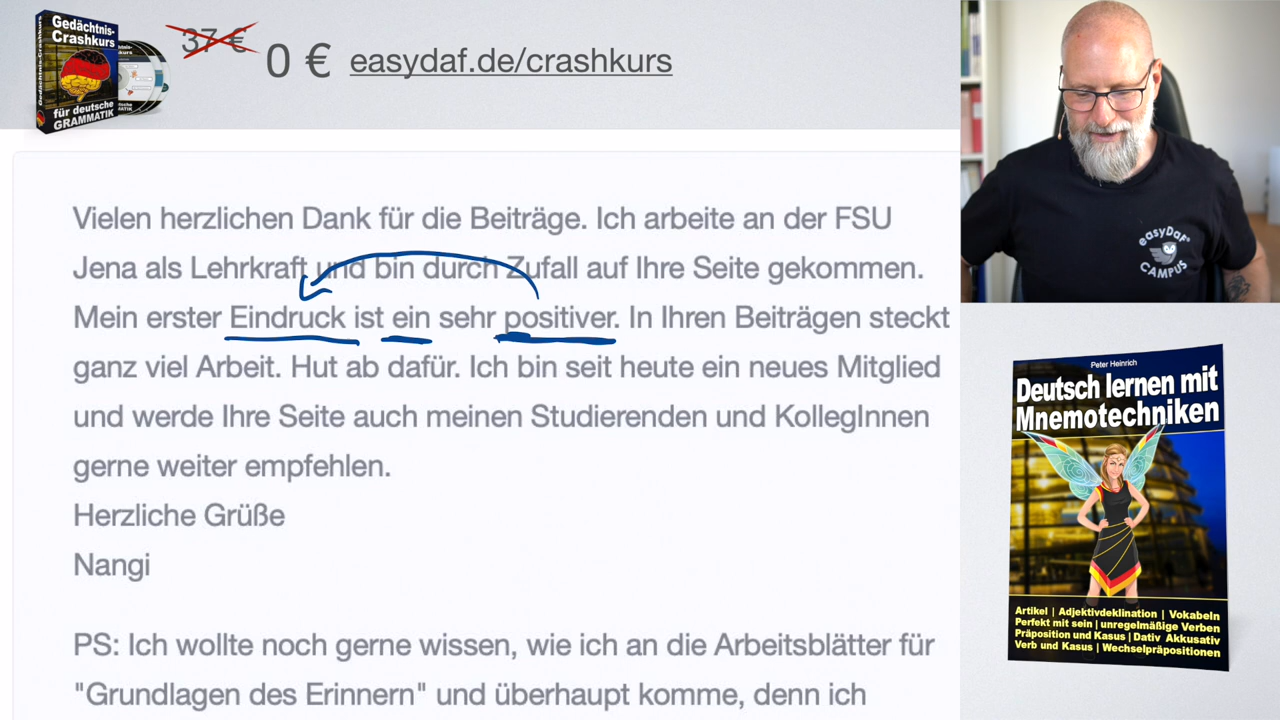 Gedächtnis-
Crashkurs
für deutsche
GRAMMATIK
37 €
0 €
easydaf.de/crashkurs
Vielen herzlichen Dank für die Beiträge. Ich arbeite an der FSU
Jena als Lehrkraft und bin durch Zufall auf Ihre Seite gekommen.
Mein erster Eindruck ist ein sehr positiver. In Ihren Beiträgen steckt
ganz viel Arbeit. Hut ab dafür. Ich bin seit heute ein neues Mitglied
und werde Ihre Seite auch meinen Studierenden und KollegInnen
gerne weiter empfehlen.
Herzliche Grüße
Nangi
PS: Ich wollte noch gerne wissen, wie ich an die Arbeitsblätter für
"Grundlagen des Erinnern" und überhaupt komme, denn ich
easyDaF
CAMPUS
Peter Heinrich
Deutsch lernen mit
Mnemotechniken
Artikel | Adjektivdeklination | Vokabeln
Perfekt mit sein | unregelmäßige Verben
Präposition und Kasus | Dativ Akkusativ
Verb und Kasus | Wechselpräpositionen